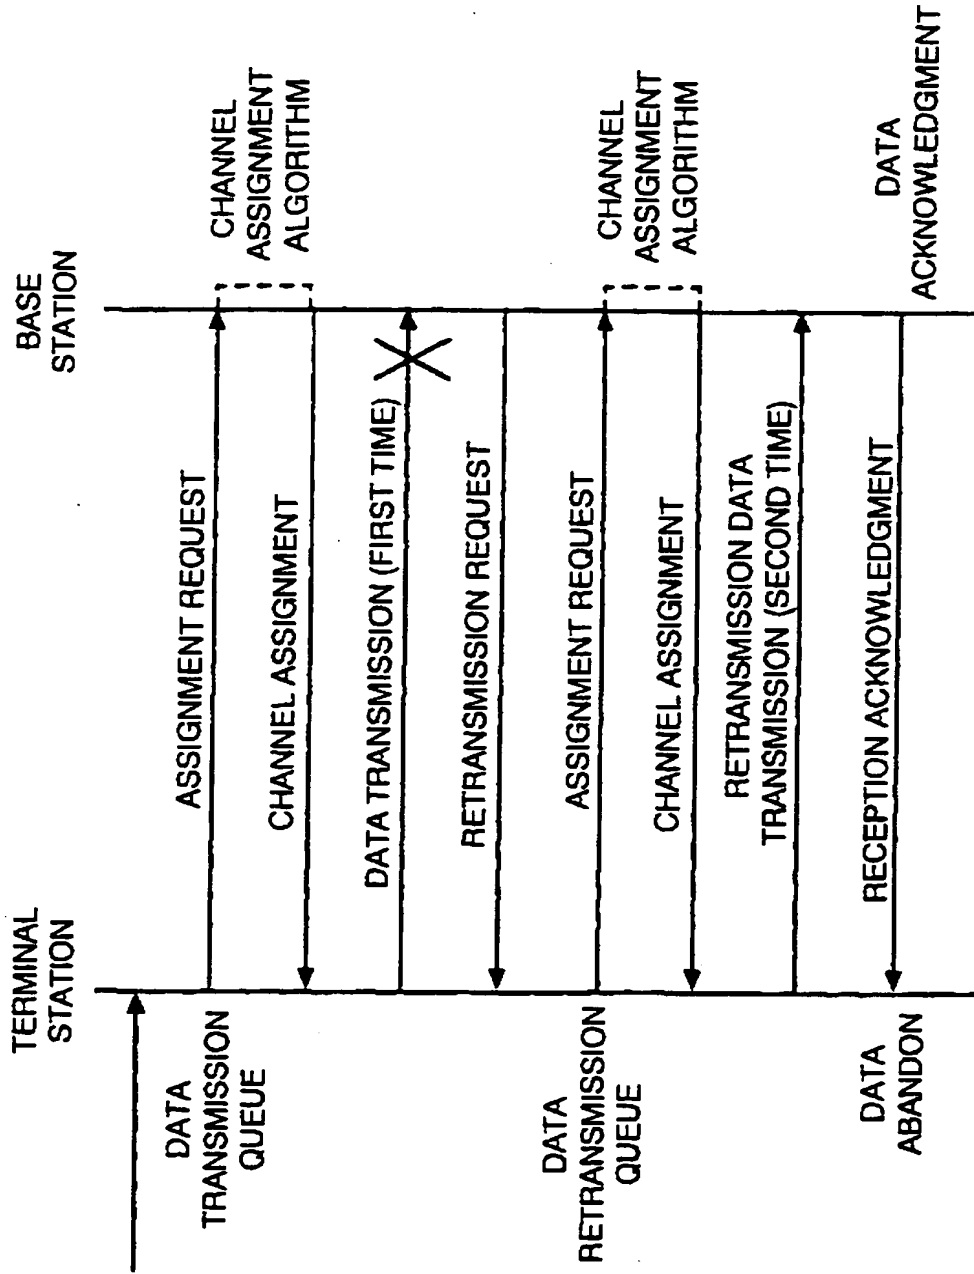 TERMINAL
STATION
BASE
STATION
DATA
TRANSMISSION
QUEUE
ASSIGNMENT REQUEST
CHANNEL
ASSIGNMENT
ALGORITHM
CHANNEL ASSIGNMENT
DATA TRANSMISSION (FIRST TIME)
RETRANSMISSION REQUEST
DATA
RETRANSMISSION
QUEUE
ASSIGNMENT REQUEST
CHANNEL
ASSIGNMENT
ALGORITHM
CHANNEL ASSIGNMENT
RETRANSMISSION DATA
TRANSMISSION (SECOND TIME)
DATA
ABANDON
RECEPTION ACKNOWLEDGMENT
DATA
ACKNOWLEDGMENT